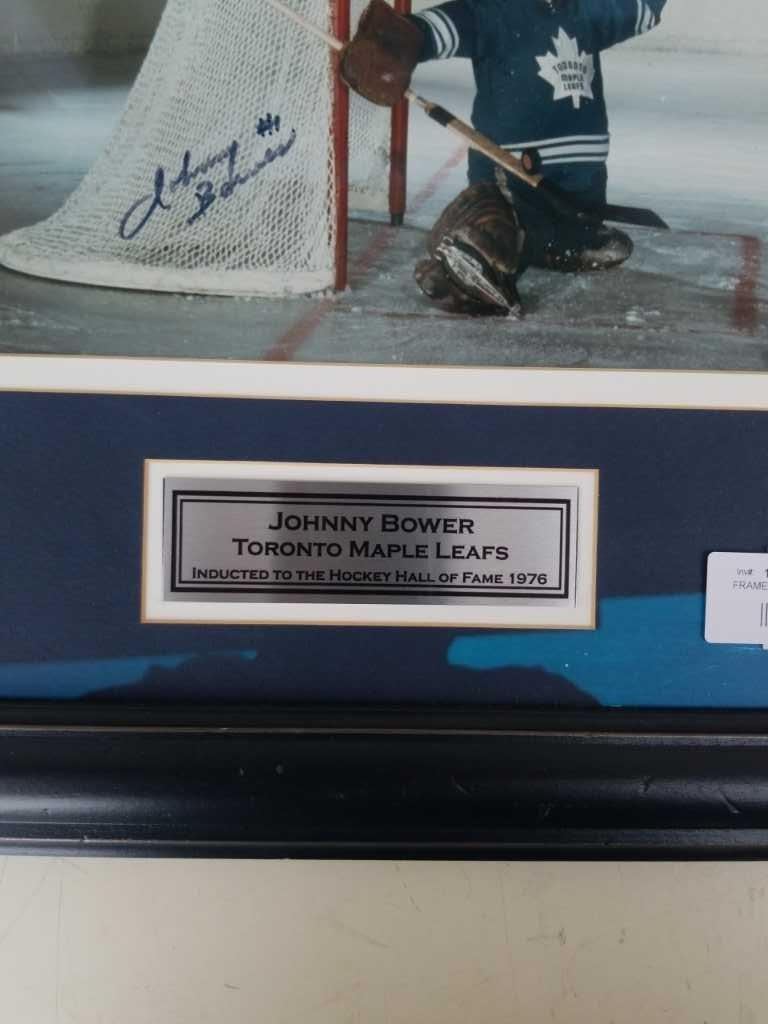 TORONTO
MAPLE
LEAFS
Johnny #1
Bower
JOHNNY BOWER
TORONTO MAPLE LEAFS
INDUCTED TO THE HOCKEY HALL OF FAME 1976
Inv#: 1
FRAME